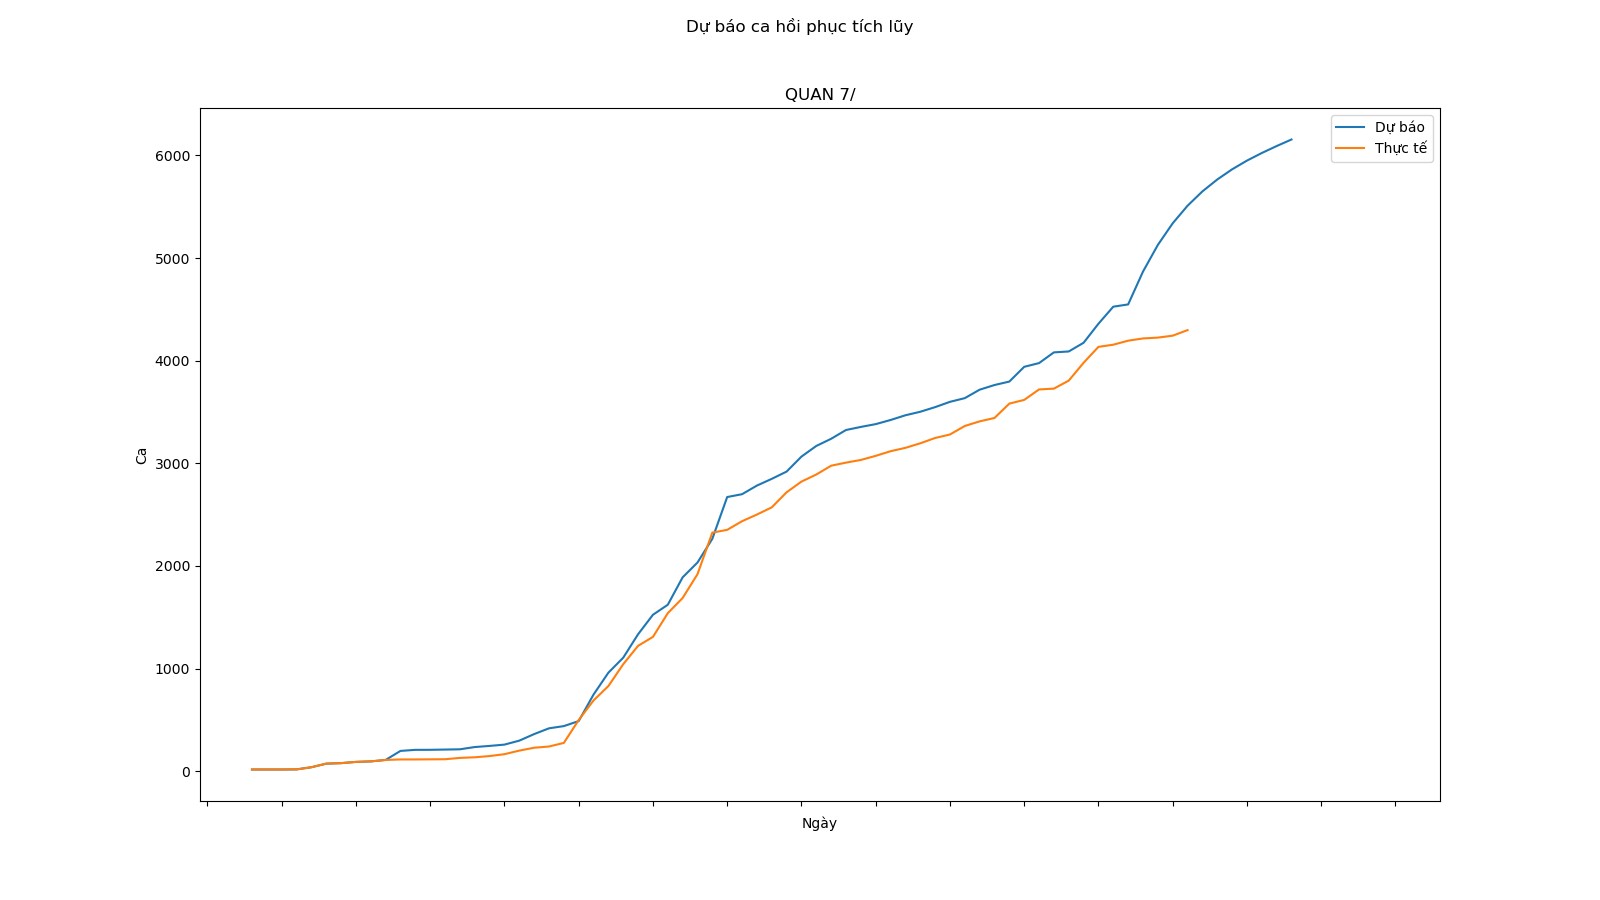 Dự báo ca hồi phục tích lũy
QUAN 7/
Dự báo
Thực tế
6000
5000
4000
3000
2000
1000
0
Ca
Ngày